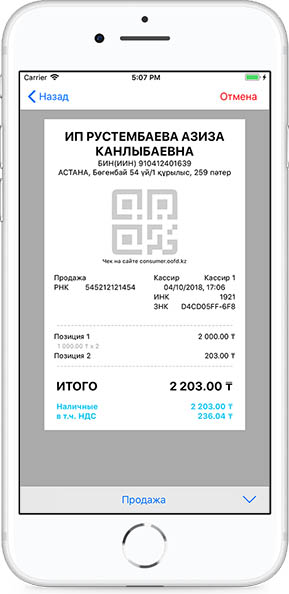 Carrier 5:07 PM
Назад Отмена
ИП РУСТЕМБАЕВА АЗИЗА
КАНЛЫБАЕВНА
БИН(ИИН) 910412401639
АСТАНА, Бөгенбай 54 үй/1 құрылыс, 259 пәтер
Чек на сайте consumer.oofd.kz
Продажа Кассир Кассир 1
РНК 545212121454 04/10/2018, 17:06
ИНК 1921
ЗНК D4CD05FF-6F8
Позиция 1 2 000.00 ₸
1 000.00 ₸ x 2
Позиция 2 203.00 ₸
ИТОГО 2 203.00 ₸
Наличные 2 203.00 ₸
в т.ч. НДС 236.04 ₸
Продажа